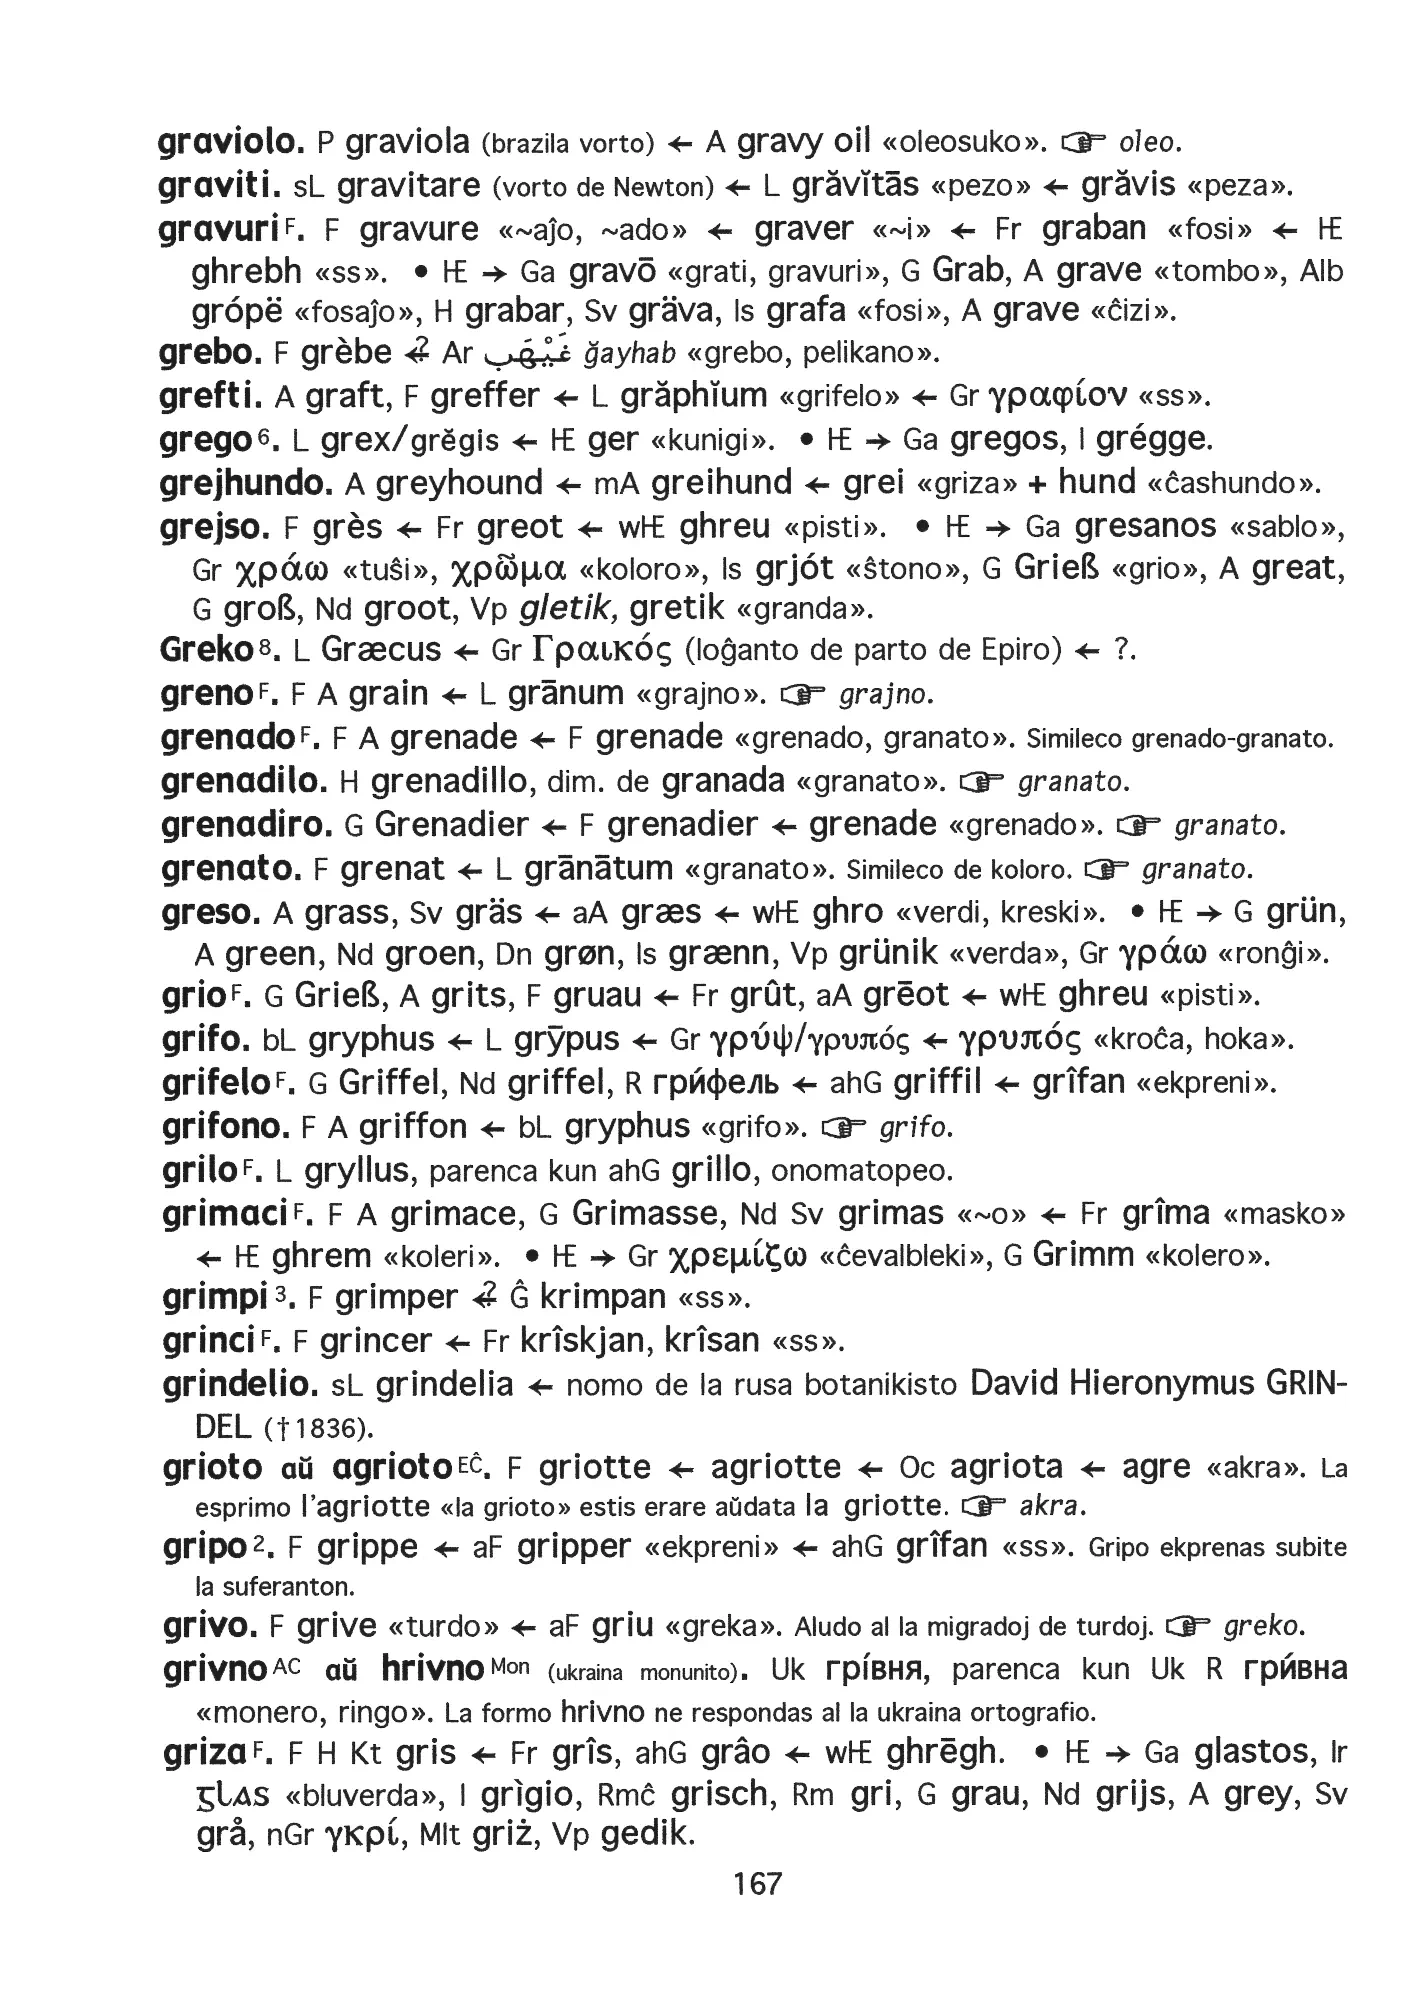 graviolo. P graviola (brazila vorto) ← A gravy oil «oleosuko». ☞ oleo.
graviti. sL gravitare (vorto de Newton) ← L grăvĭtās «pezo» ← grăvis «peza».
gravuri F. F gravure «~aĵo, ~ado» ← graver «~i» ← Fr graban «fosi» ← HE
ghrebh «ss». • HE → Ga gravō «grati, gravuri», G Grab, A grave «tombo», Alb
grópë «fosaĵo», H grabar, Sv gräva, Is grafa «fosi», A grave «ĉizi».
grebo. F grèbe ←? Ar غَيْهَب ğayhab «grebo, pelikano».
grefti. A graft, F greffer ← L grăphĭum «grifelo» ← Gr γραφίον «ss».
grego 6. L grex/grĕgis ← HE ger «kunigi». • HE → Ga gregos, I grégge.
grejhundo. A greyhound ← mA greihund ← grei «griza» + hund «ĉashundo».
grejso. F grès ← Fr greot ← wHE ghreu «pisti». • HE → Ga gresanos «sablo»,
Gr χράω «tuŝi», χρῶμα «koloro», Is grjót «ŝtono», G Grieß «grio», A great,
G groß, Nd groot, Vp gletik, gretik «granda».
Greko 8. L Græcus ← Gr Γραικός (loĝanto de parto de Epiro) ← ?.
greno F. F A grain ← L grānum «grajno». ☞ grajno.
grenado F. F A grenade ← F grenade «grenado, granato». Simileco grenado-granato.
grenadilo. H grenadillo, dim. de granada «granato». ☞ granato.
grenadiro. G Grenadier ← F grenadier ← grenade «grenado». ☞ granato.
grenato. F grenat ← L grānātum «granato». Simileco de koloro. ☞ granato.
greso. A grass, Sv gräs ← aA græs ← wHE ghro «verdi, kreski». • HE → G grün,
A green, Nd groen, Dn grøn, Is grænn, Vp grünik «verda», Gr γράω «ronĝi».
grio F. G Grieß, A grits, F gruau ← Fr grût, aA grēot ← wHE ghreu «pisti».
grifo. bL gryphus ← L grȳpus ← Gr γρύψ/γρυπός ← γρυπός «kroĉa, hoka».
grifelo F. G Griffel, Nd griffel, R грифель ← ahG griffil ← grîfan «ekpreni».
grifono. F A griffon ← bL gryphus «grifo». ☞ grifo.
grilo F. L gryllus, parenca kun ahG grillo, onomatopeo.
grimaci F. F A grimace, G Grimasse, Nd Sv grimas «~o» ← Fr grîma «masko»
← HE ghrem «koleri». • HE → Gr χρεμίζω «ĉevalbleki», G Grimm «kolero».
grimpi 3. F grimper ←? Ĝ krimpan «ss».
grinci F. F grincer ← Fr krîskjan, krîsan «ss».
grindelio. sL grindelia ← nomo de la rusa botanikisto David Hieronymus GRIN-
DEL (†1836).
grioto aŭ agrioto EĈ. F griotte ← agriotte ← Oc agriota ← agre «akra». La
esprimo l'agriotte «la grioto» estis erare aŭdata la griotte. ☞ akra.
gripo 2. F grippe ← aF gripper «ekpreni» ← ahG grîfan «ss». Gripo ekprenas subite
la suferanton.
grivo. F grive «turdo» ← aF griu «greka». Aludo al la migradoj de turdoj. ☞ greko.
grivno AC aŭ hrivno Mon (ukraina monunito). Uk грíвня, parenca kun Uk R гри́вна
«monero, ringo». La formo hrivno ne respondas al la ukraina ortografio.
griza F. F H Kt gris ← Fr grîs, ahG grâo ← wHE ghrēgh. • HE → Ga glastos, Ir
glas «bluverda», I grìgio, Rmĉ grisch, Rm gri, G grau, Nd grijs, A grey, Sv
grå, nGr γκρί, Mlt griż, Vp gedik.
167